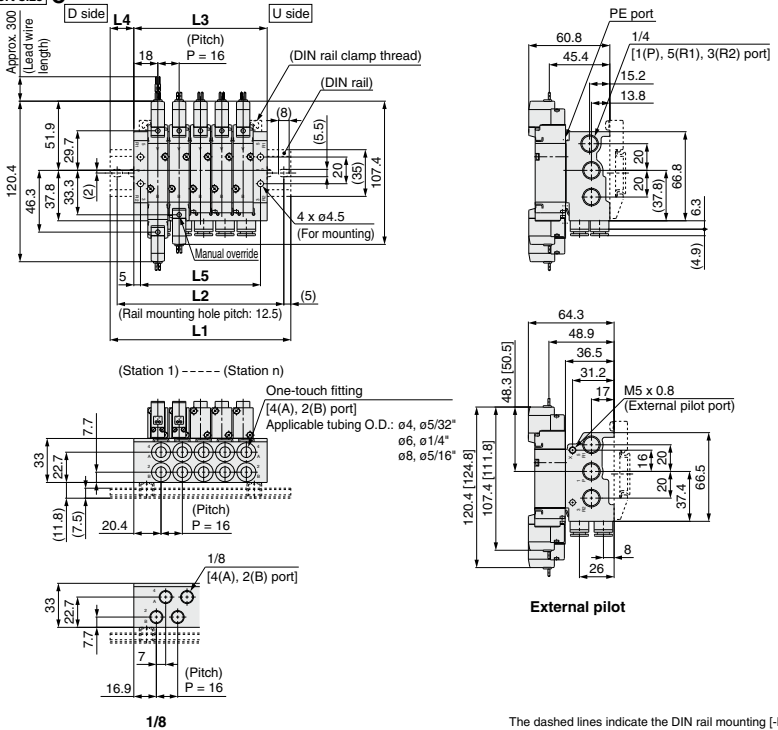 D side
L4
L3
U side
18
(Pitch)
P = 16
Approx. 300
(Lead wire
length)
(DIN rail clamp thread)
(DIN rail)
(8)
(5.5)
20
(35)
107.4
120.4
51.9
29.7
46.3
37.8
33.3
(2)
4 x ø4.5
(For mounting)
Manual override
5
L5
L2
(5)
(Rail mounting hole pitch: 12.5)
L1
PE port
60.8
45.4
1/4
[1(P), 5(R1), 3(R2) port]
15.2
13.8
20
20
(37.8)
66.8
6.3
(4.9)
(Station 1) ----- (Station n)
One-touch fitting
[4(A), 2(B) port]
Applicable tubing O.D.: ø4, ø5/32"
ø6, ø1/4"
ø8, ø5/16"
7.7
33
22.7
(11.8)
(7.5)
20.4
(Pitch)
P = 16
64.3
48.9
36.5
31.2
17
M5 x 0.8
(External pilot port)
48.3 [50.5]
120.4 [124.8]
107.4 [111.8]
16
20
20
37.4
66.5
8
26
External pilot
1/8
[4(A), 2(B) port]
33
22.7
7.7
7
(Pitch)
P = 16
16.9
1/8
The dashed lines indicate the DIN rail mounting